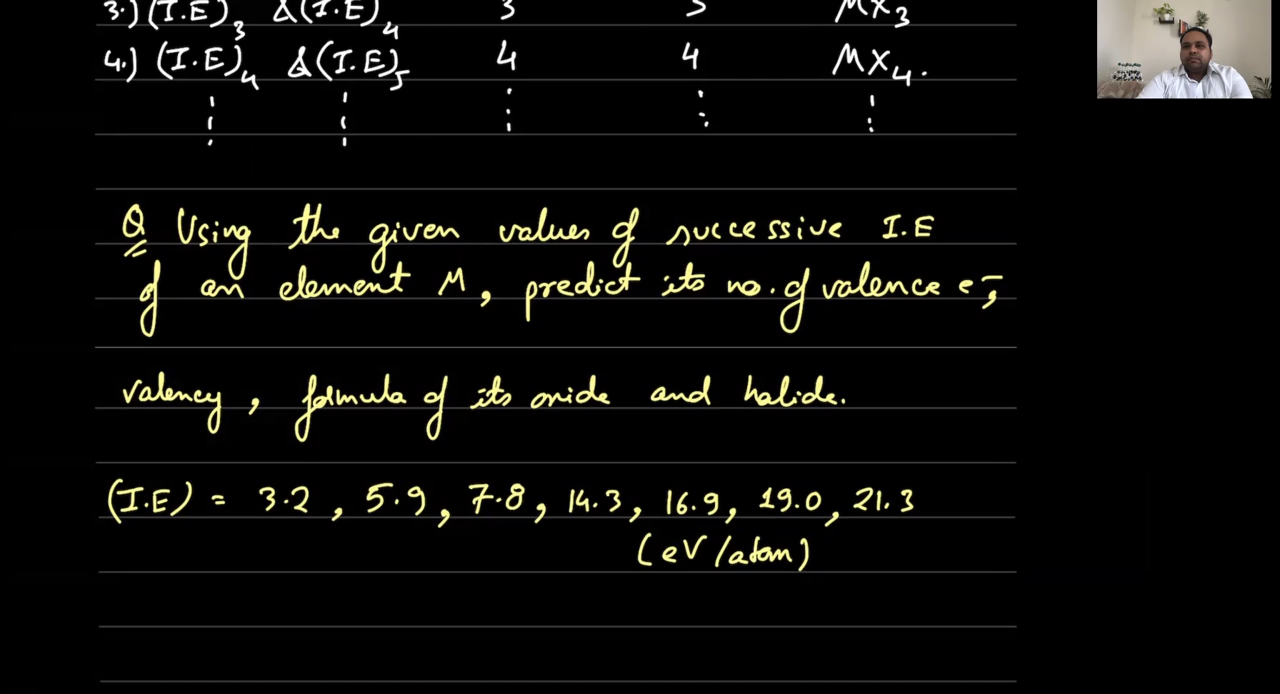 3.) (I.E)₃ &(I.E)₄ 3 3 MX₃
4.) (I.E)₄ &(I.E)₅ 4 4 MX₄.
Q Using the given values of successive I.E
of an element M, predict its no. of valence e⁻,
valency, formula of its oxide and halide.
(I.E) = 3.2, 5.9, 7.8, 14.3, 16.9, 19.0, 21.3
(eV/atom)